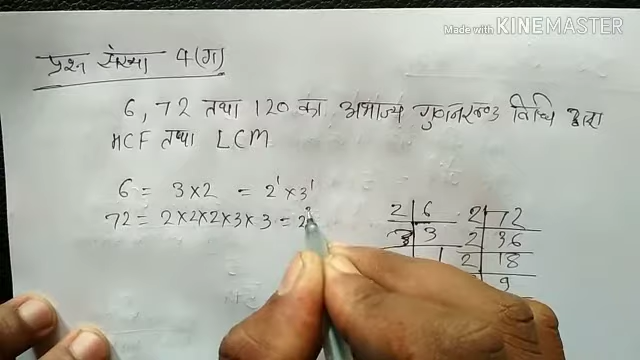 Made with KINEMASTER
प्रश्न संख्या 9(ग)
6, 72 तथा 120 का अभाज्य गुणनखण्ड विधि द्वारा
HCF तथा LCM
6 = 3×2 = 2¹ × 3¹
72 = 2×2×2×3×3 = 2
2 6 2 72
3 3 2 36
1 2 18
9